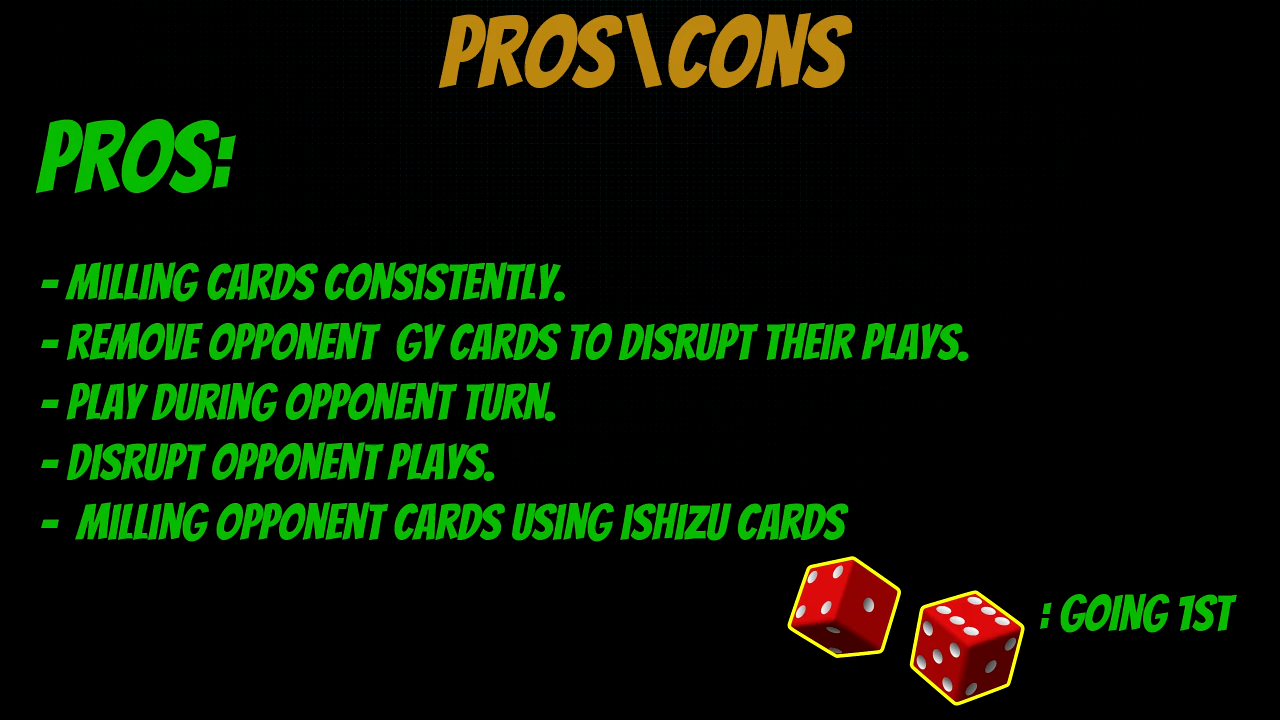 PROS\CONS
PROS:
- MILLING CARDS CONSISTENTLY.
- REMOVE OPPONENT  GY CARDS TO DISRUPT THEIR PLAYS.
- PLAY DURING OPPONENT TURN.
- DISRUPT OPPONENT PLAYS.
-  MILLING OPPONENT CARDS USING ISHIZU CARDS
: GOING 1ST